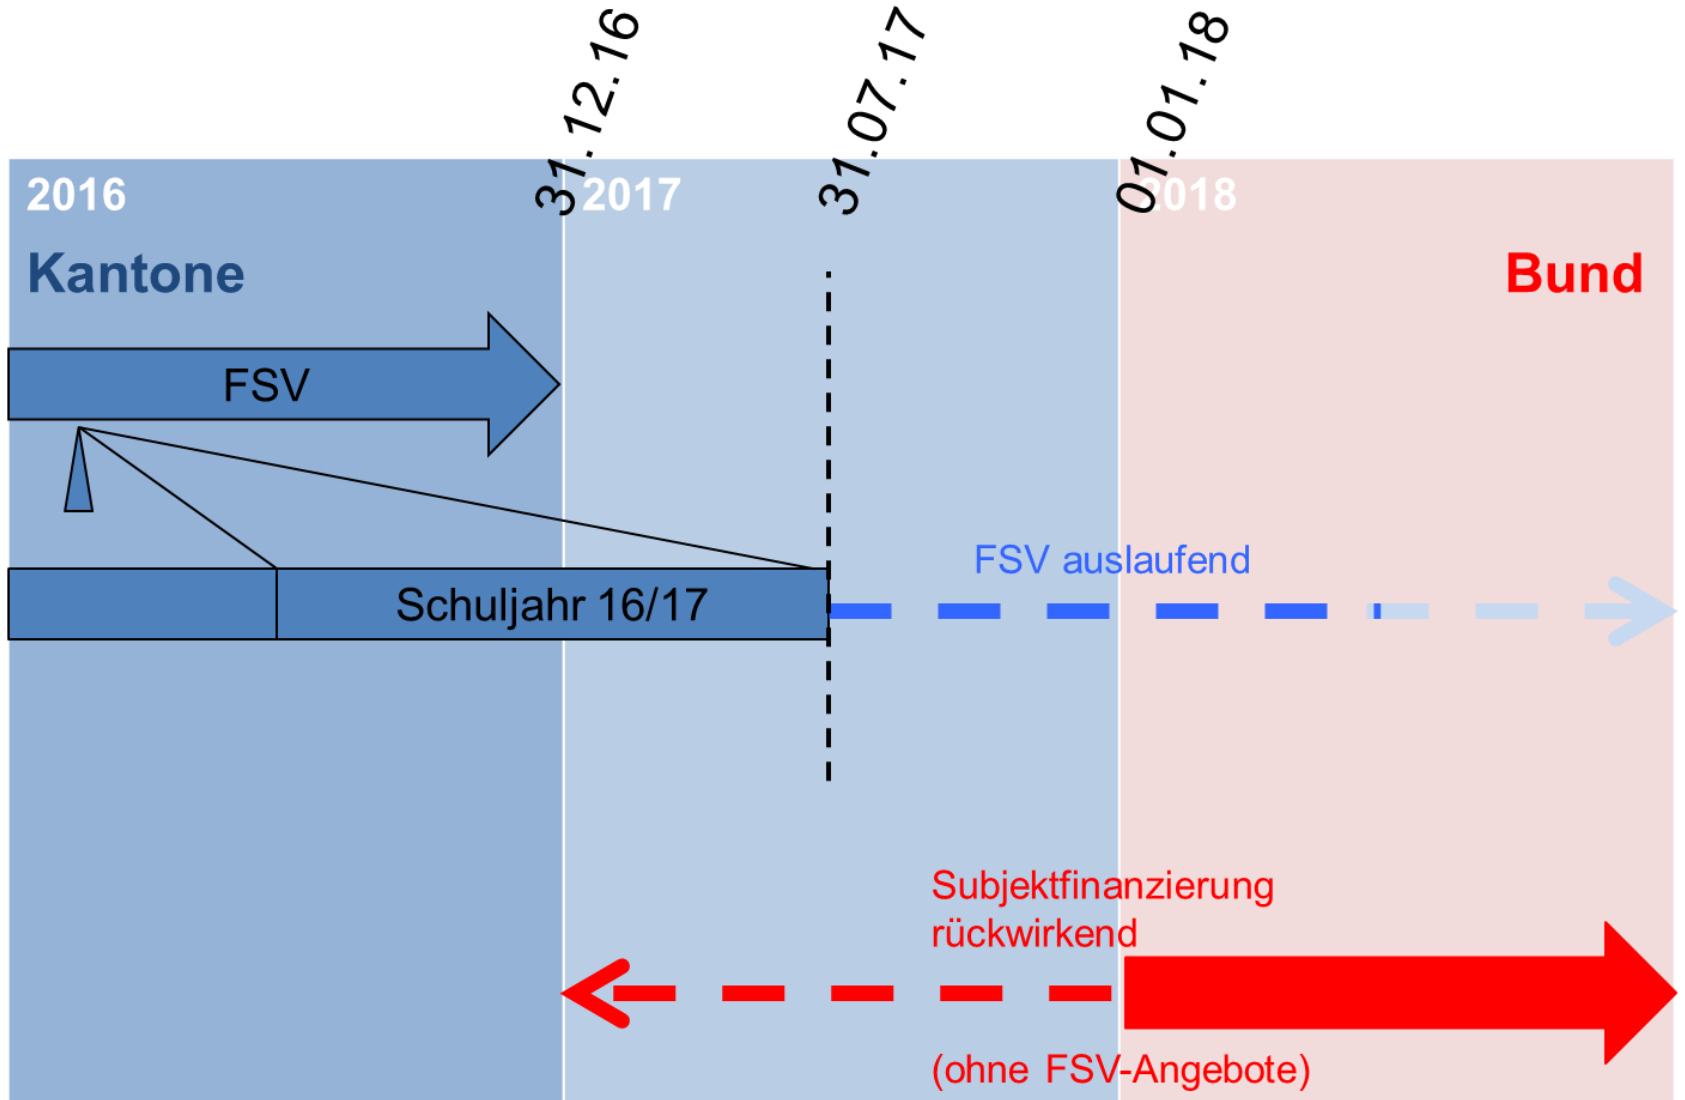 31.12.16
31.07.17
01.01.18
2016
2017
2018
Kantone
Bund
FSV
FSV auslaufend
Schuljahr 16/17
Subjektfinanzierung
rückwirkend
(ohne FSV-Angebote)